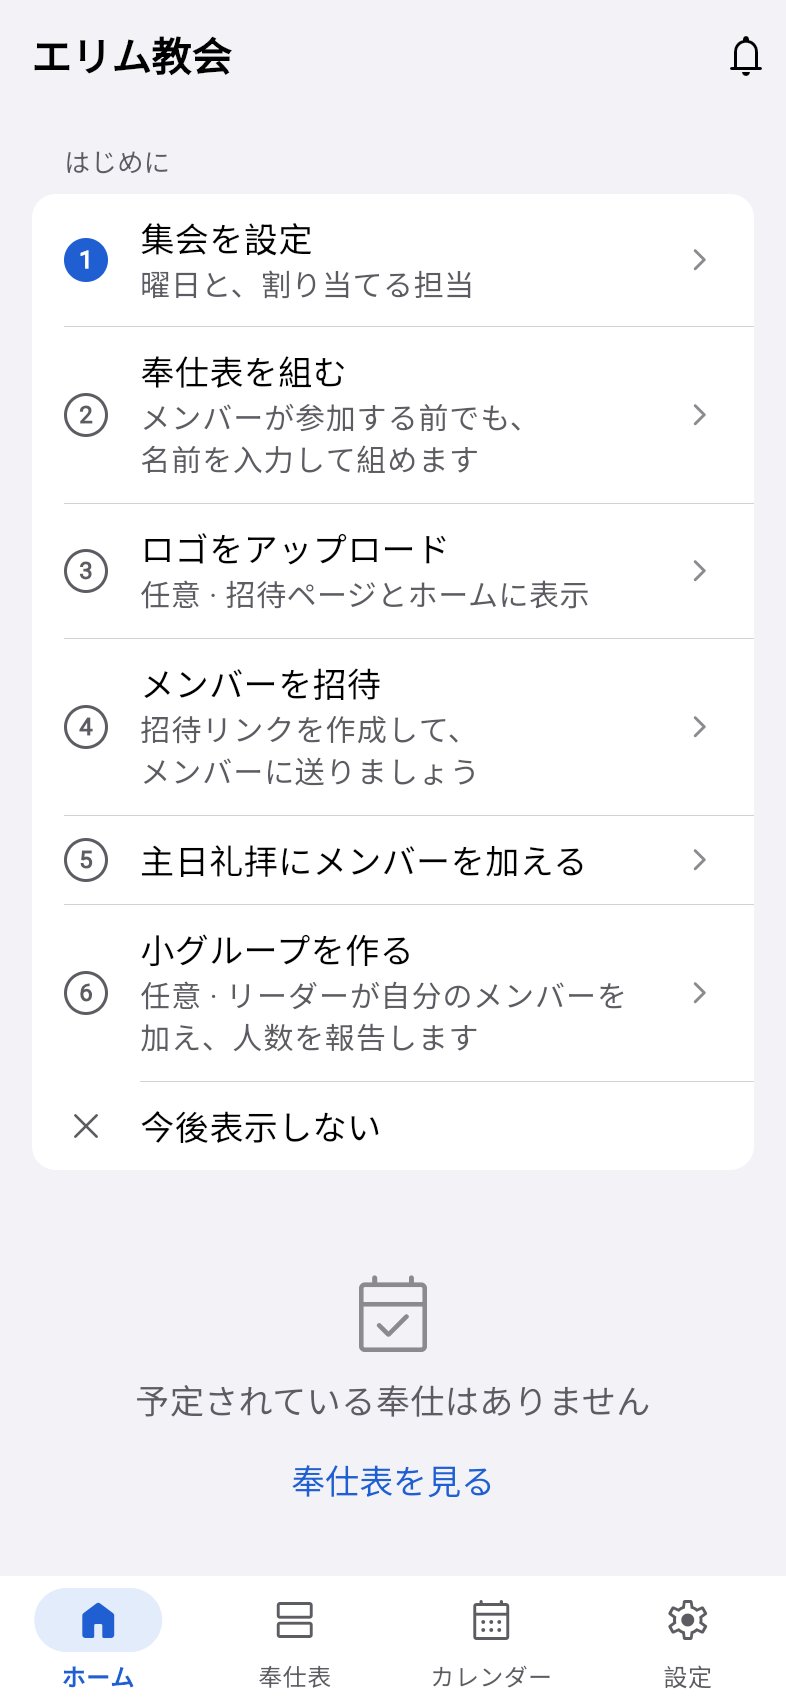 エリム教会
はじめに
1
集会を設定
曜日と、割り当てる担当
2
奉仕表を組む
メンバーが参加する前でも、
名前を入力して組めます
3
ロゴをアップロード
任意 · 招待ページとホームに表示
4
メンバーを招待
招待リンクを作成して、
メンバーに送りましょう
5
主日礼拝にメンバーを加える
6
小グループを作る
任意 · リーダーが自分のメンバーを
加え、人数を報告します
今後表示しない
予定されている奉仕はありません
奉仕表を見る
ホーム
奉仕表
カレンダー
設定